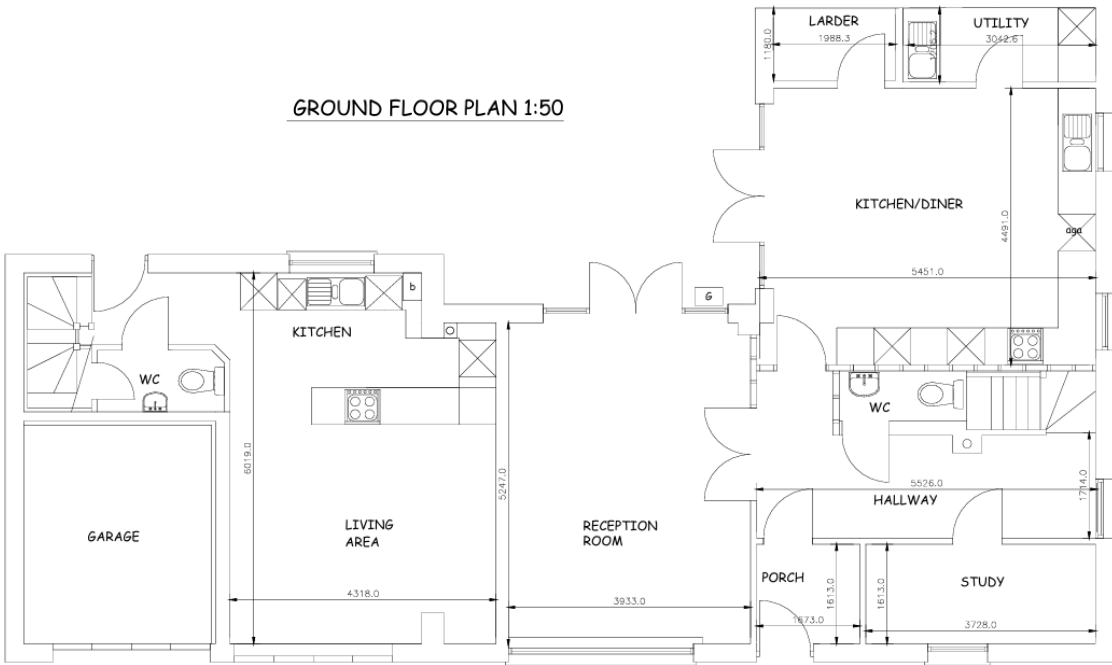 LARDER
1988.3
1180.0
UTILITY
3042.6
GROUND FLOOR PLAN 1:50
KITCHEN/DINER
4491.0
aga
5451.0
b
G
KITCHEN
WC
WC
6019.0
5247.0
5526.0
1714.0
HALLWAY
GARAGE
LIVING
AREA
RECEPTION
ROOM
PORCH
1613.0
1613.0
STUDY
4318.0
3933.0
1673.0
3728.0